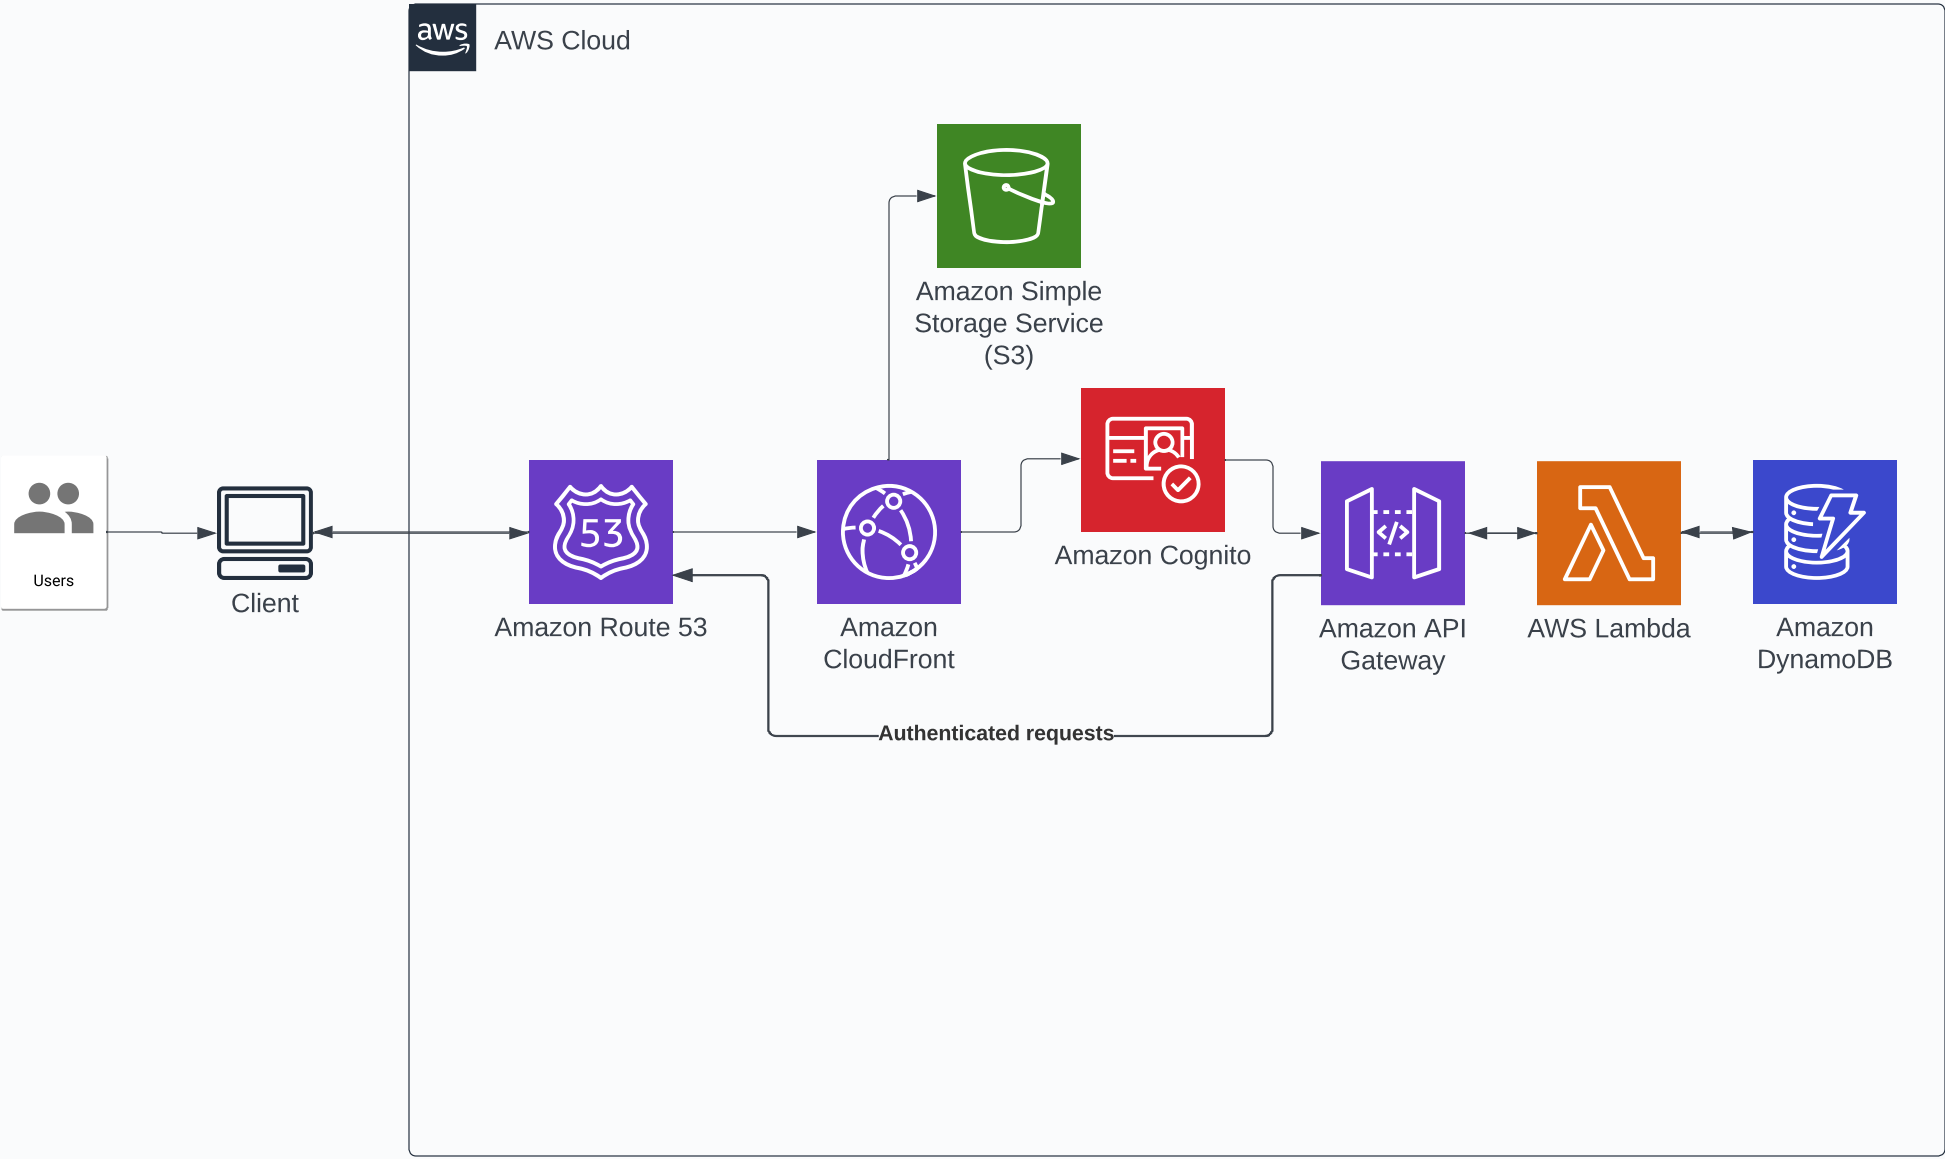 aws
AWS Cloud
Amazon Simple
Storage Service
(S3)
Amazon Cognito
Users
Client
53
Amazon Route 53
Amazon
CloudFront
</>
Amazon API
Gateway
AWS Lambda
Amazon
DynamoDB
Authenticated requests